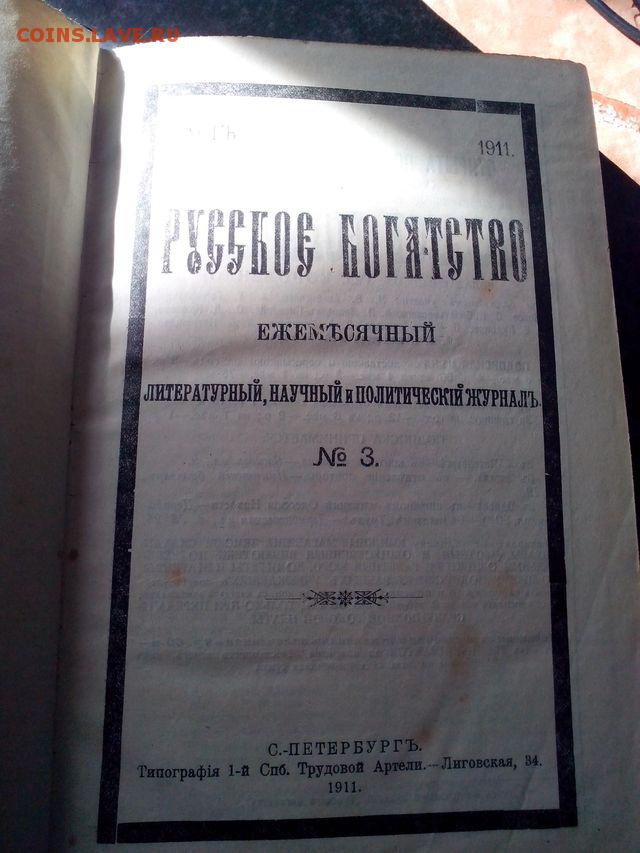 COINS.LAVE.RU
1911.
РУССКОЕ БОГАТСТВО
ЕЖЕМѢСЯЧНЫЙ
ЛИТЕРАТУРНЫЙ, НАУЧНЫЙ и ПОЛИТИЧЕСКІЙ ЖУРНАЛЪ.
№ 3.
С.-ПЕТЕРБУРГЪ.
Типографія 1-й Спб. Трудовой Артели.—Лиговская, 34.
1911.